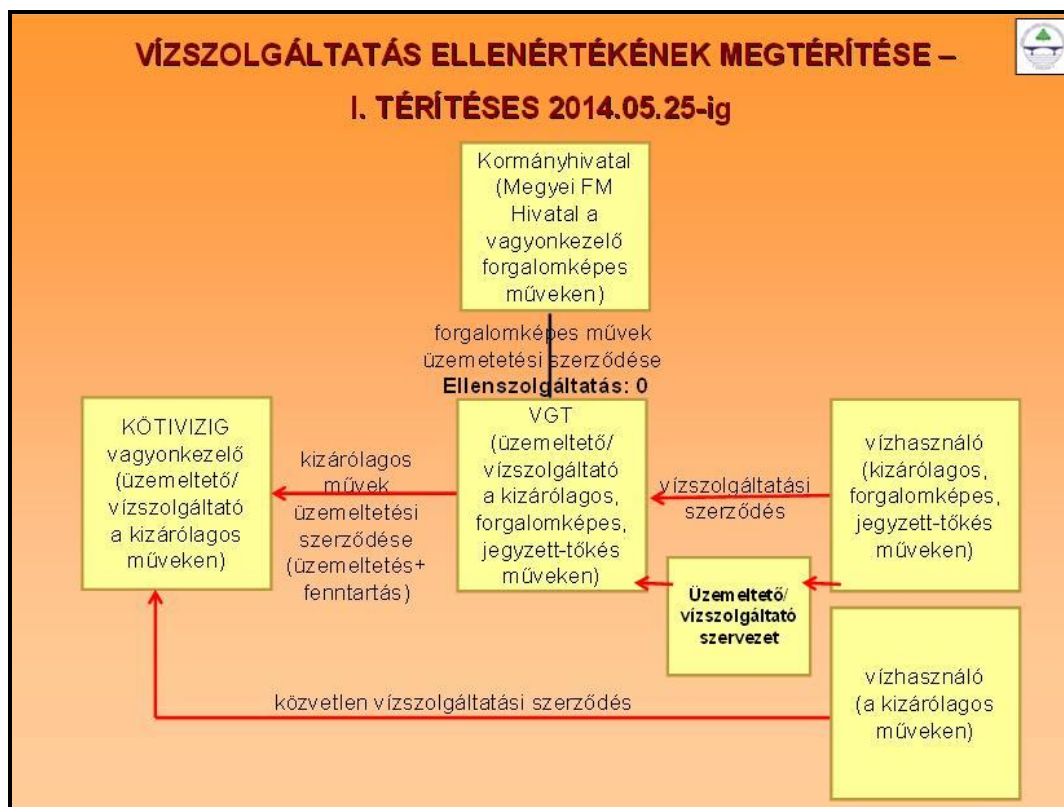 VÍZSZOLGÁLTATÁS ELLENÉRTÉKÉNEK MEGTÉRÍTÉSE –
I. TÉRÍTÉSES 2014.05.25-ig
Kormányhivatal
(Megyei FM
Hivatal a
vagyonkezelő
forgalomképes
műveken)
forgalomképes művek
üzemetetési szerződése
Ellenszolgáltatás: 0
KÖTIVIZIG
vagyonkezelő
(üzemeltető/
vízszolgáltató
a kizárólagos
műveken)
kizárólagos
művek
üzemeltetési
szerződése
(üzemeltetés+
fenntartás)
VGT
(üzemeltető/
vízszolgáltató
a kizárólagos,
forgalomképes,
jegyzett-tőkés
műveken)
vízszolgáltatási
szerződés
vízhasználó
(kizárólagos,
forgalomképes,
jegyzett-tőkés
műveken)
Üzemeltető/
vízszolgáltató
szervezet
közvetlen vízszolgáltatási szerződés
vízhasználó
(a kizárólagos
műveken)